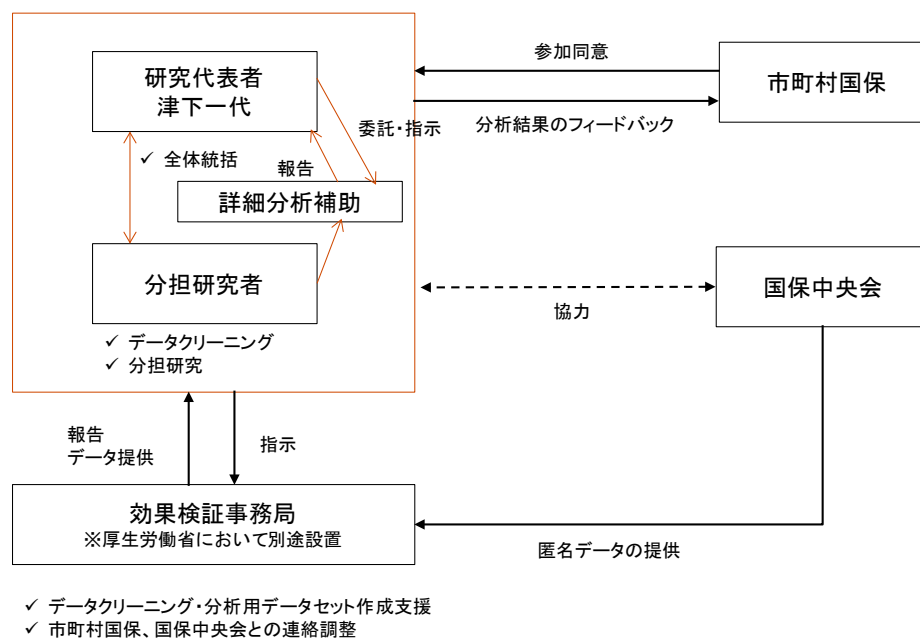 研究代表者
津下一代
✓ 全体統括
委託・指示
報告
詳細分析補助
分担研究者
✓ データクリーニング
✓ 分担研究
参加同意
市町村国保
分析結果のフィードバック
国保中央会
協力
報告
データ提供
指示
効果検証事務局
※厚生労働省において別途設置
匿名データの提供
✓ データクリーニング・分析用データセット作成支援
✓ 市町村国保、国保中央会との連絡調整